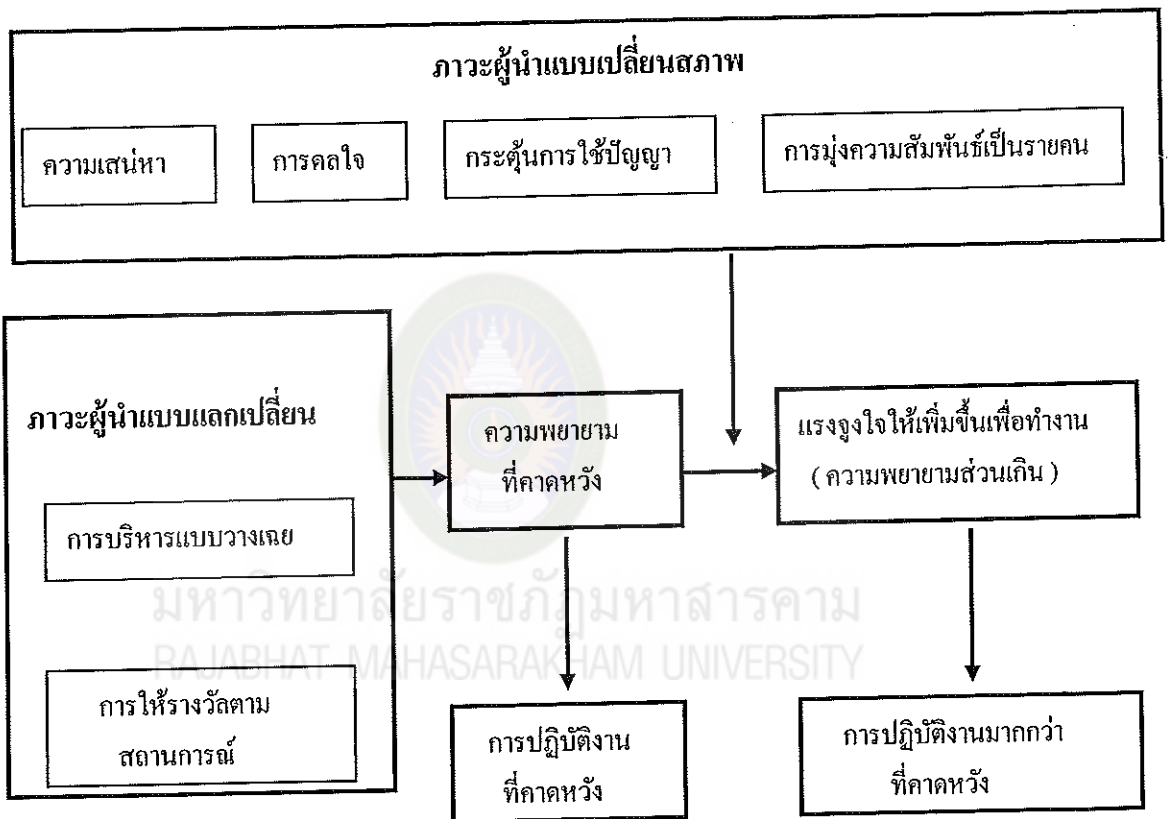 ภาวะผู้นำแบบเปลี่ยนสภาพ
ความเสน่หา
การดลใจ
กระตุ้นการใช้ปัญญา
การมุ่งความสัมพันธ์เป็นรายคน
ภาวะผู้นำแบบแลกเปลี่ยน
การบริหารแบบวางเฉย
การให้รางวัลตาม
สถานการณ์
ความพยายาม
ที่คาดหวัง
แรงจูงใจให้เพิ่มขึ้นเพื่อทำงาน
( ความพยายามส่วนเกิน )
การปฏิบัติงาน
ที่คาดหวัง
การปฏิบัติงานมากกว่า
ที่คาดหวัง
มหาวิทยาลัยราชภัฏมหาสารคาม
RAJABHAT MAHASARAKHAM UNIVERSITY